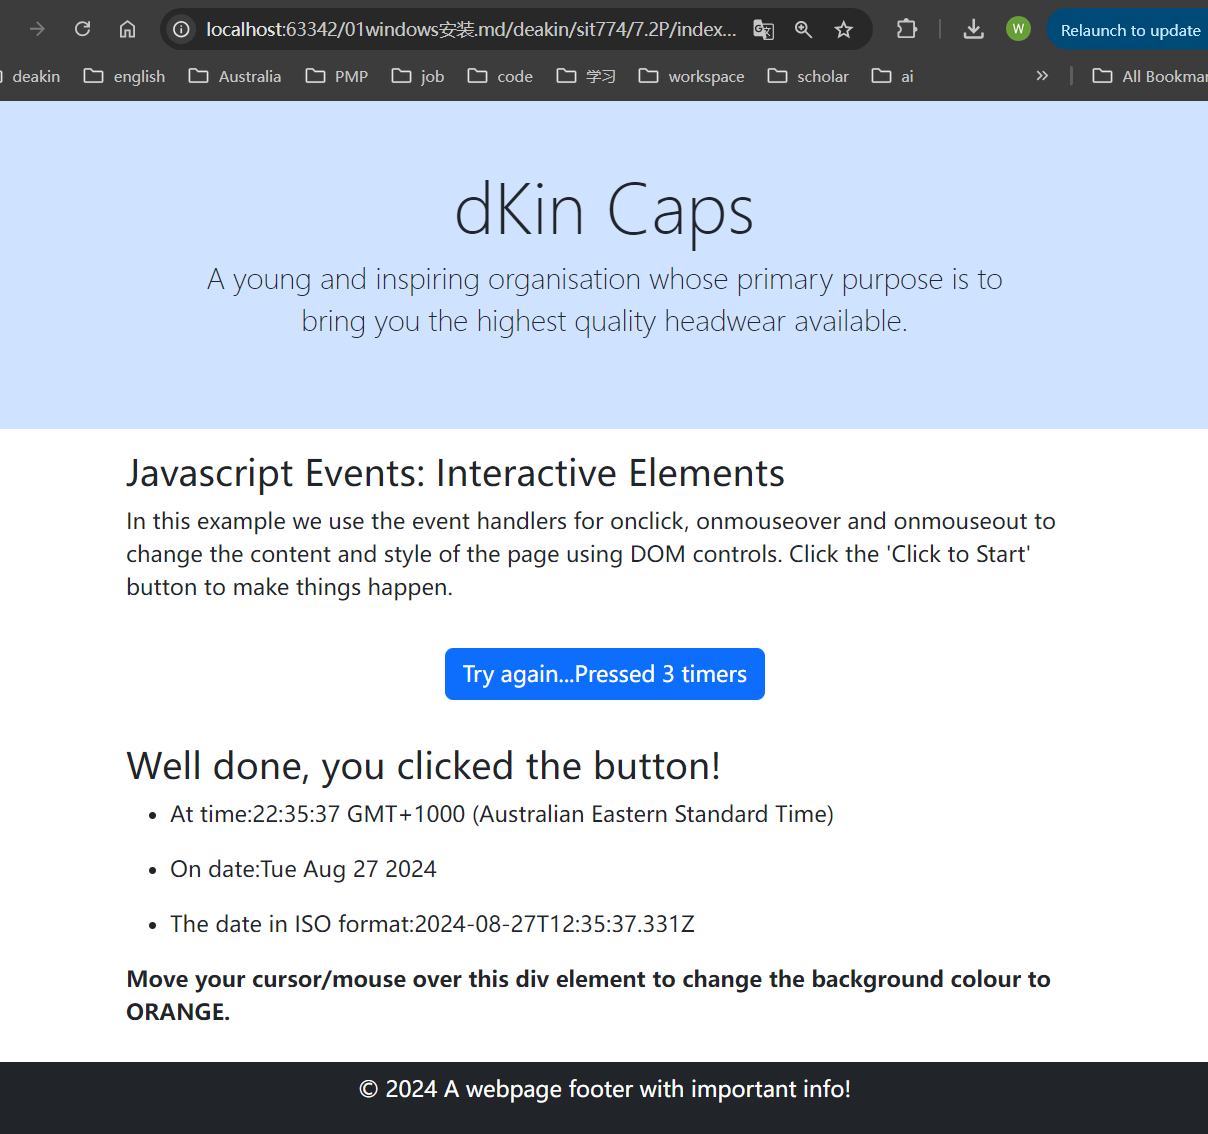 localhost:63342/01windows安装.md/deakin/sit774/7.2P/index...
W
Relaunch to update
deakin
english
Australia
PMP
job
code
学习
workspace
scholar
ai
»
All Bookmar
dKin Caps
A young and inspiring organisation whose primary purpose is to
bring you the highest quality headwear available.
Javascript Events: Interactive Elements
In this example we use the event handlers for onclick, onmouseover and onmouseout to
change the content and style of the page using DOM controls. Click the 'Click to Start'
button to make things happen.
Try again...Pressed 3 timers
Well done, you clicked the button!
• At time:22:35:37 GMT+1000 (Australian Eastern Standard Time)
• On date:Tue Aug 27 2024
• The date in ISO format:2024-08-27T12:35:37.331Z
Move your cursor/mouse over this div element to change the background colour to
ORANGE.
© 2024 A webpage footer with important info!